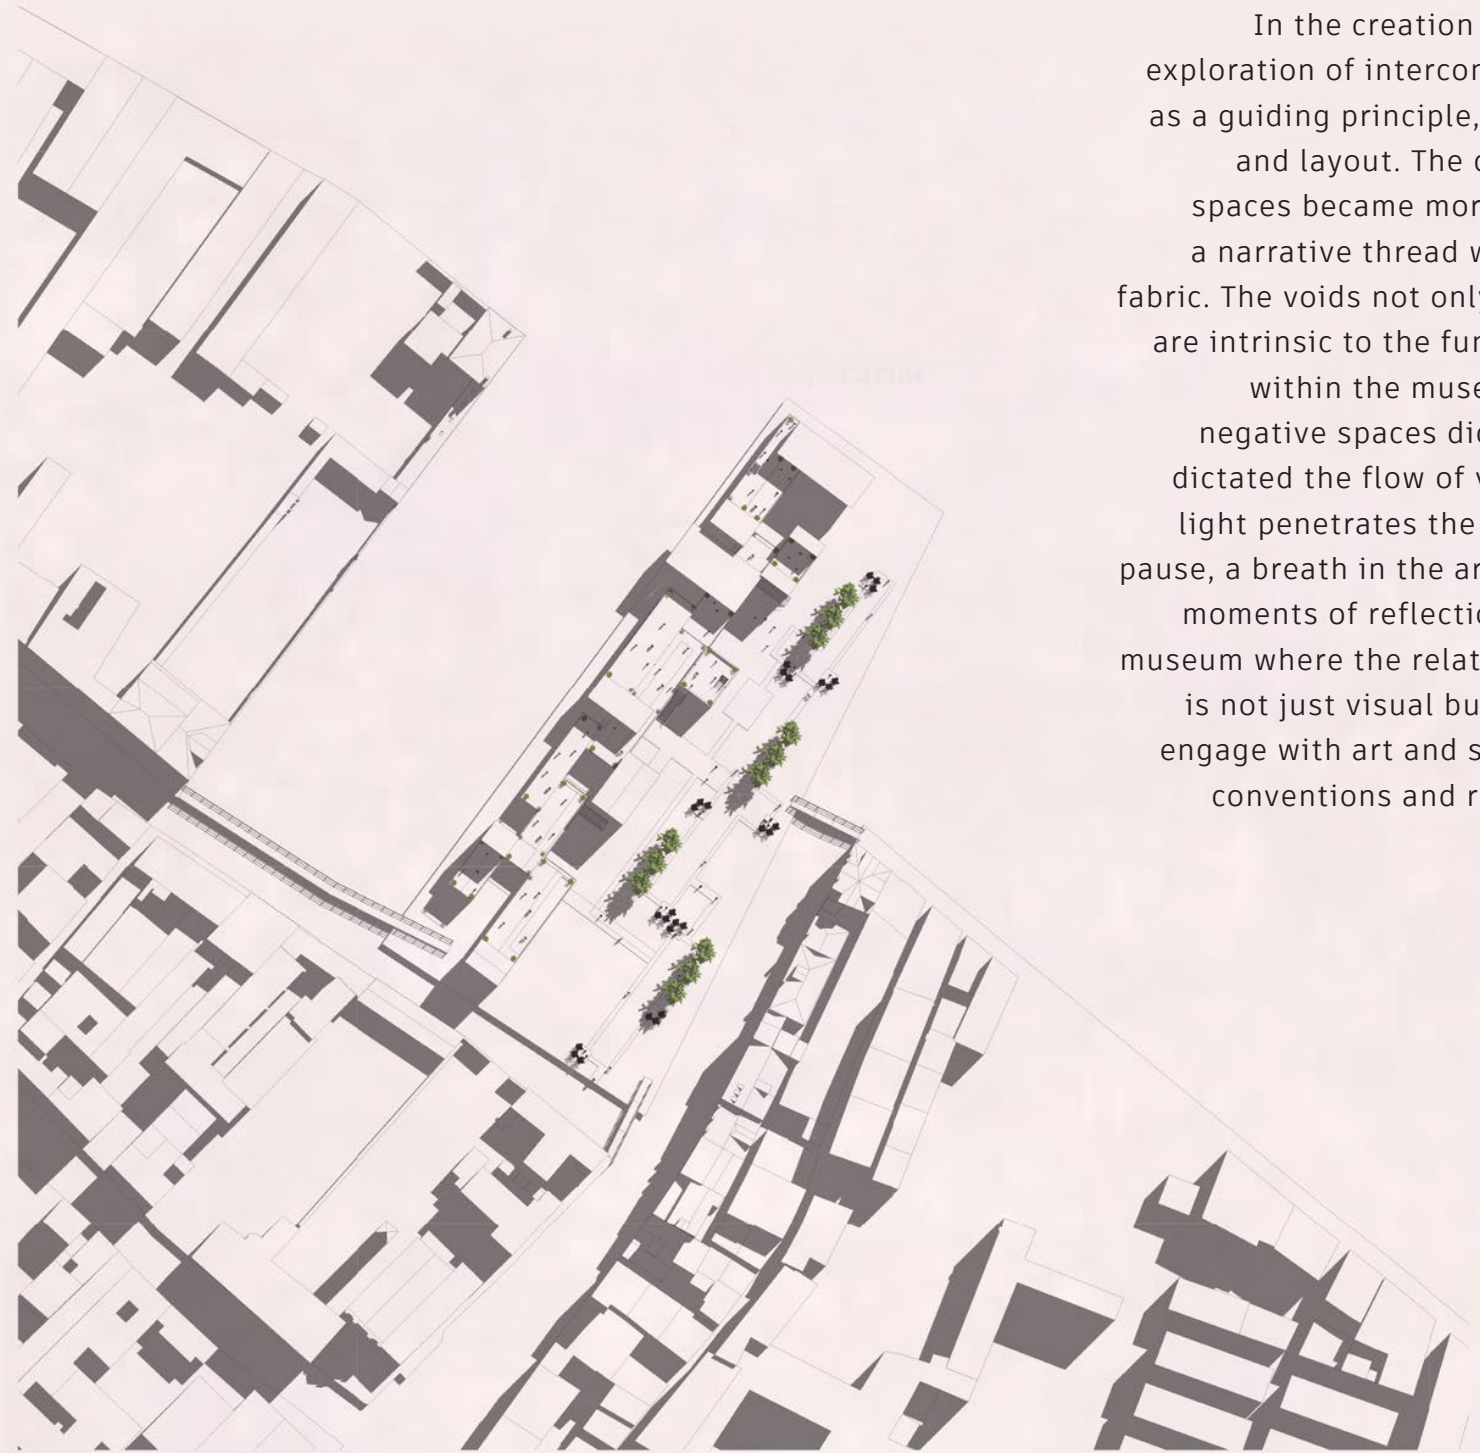 In the creation
exploration of intercor
as a guiding principle,
and layout. The c
spaces became mor
a narrative thread w
fabric. The voids not only
are intrinsic to the fur
within the muse
negative spaces dic
dictated the flow of v
light penetrates the
pause, a breath in the ar
moments of reflectio
museum where the relat
is not just visual bu
engage with art and s
conventions and r